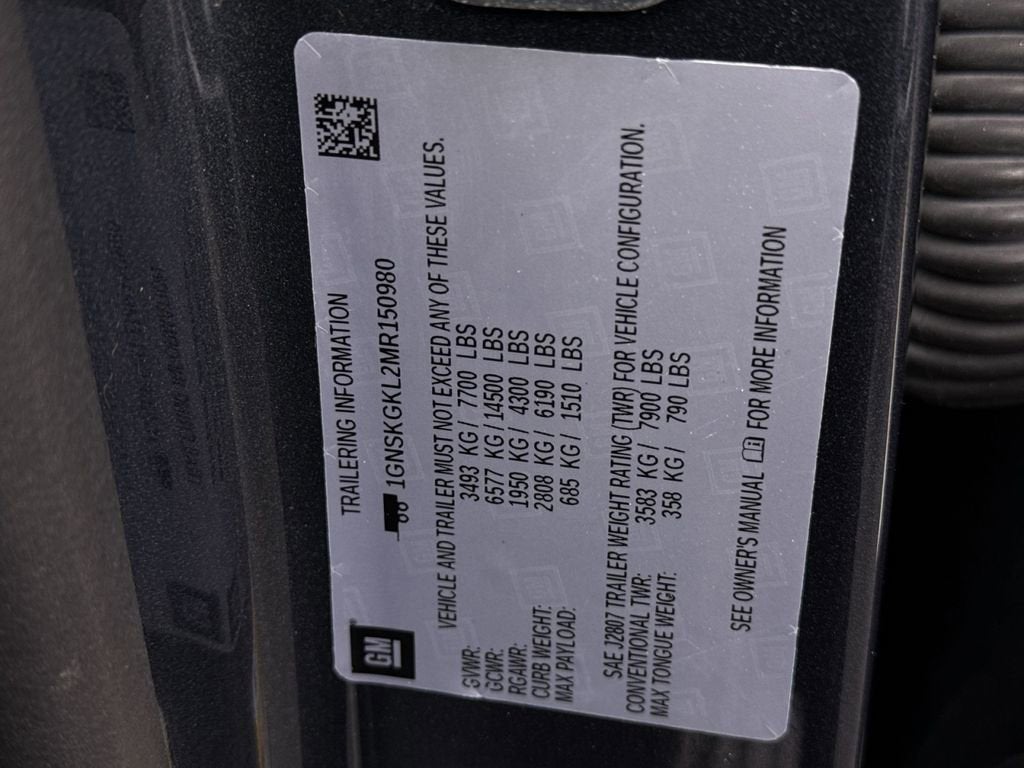 GM
TRAILERING INFORMATION
1GNSKGKL2MR150980
VEHICLE AND TRAILER MUST NOT EXCEED ANY OF THESE VALUES.
GVWR: 3493 KG / 7700 LBS
GCWR: 6577 KG / 14500 LBS
RGAWR: 1950 KG / 4300 LBS
CURB WEIGHT: 2808 KG / 6190 LBS
MAX PAYLOAD: 685 KG / 1510 LBS
SAE J2807 TRAILER WEIGHT RATING (TWR) FOR VEHICLE CONFIGURATION.
CONVENTIONAL TWR: 3583 KG / 7900 LBS
MAX TONGUE WEIGHT: 358 KG / 790 LBS
SEE OWNER'S MANUAL FOR MORE INFORMATION